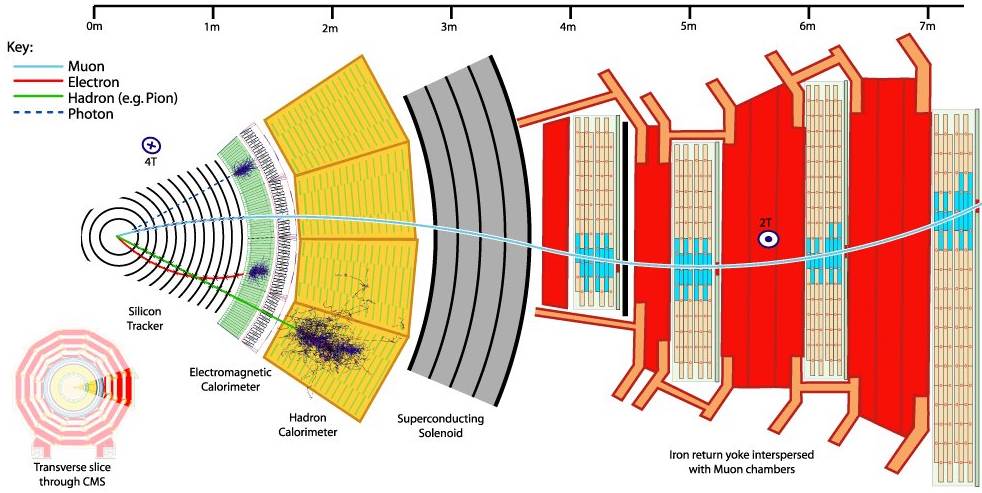 0m 1m 2m 3m 4m 5m 6m 7m
Key:
Muon
Electron
Hadron (e.g. Pion)
Photon
4T
2T
Silicon
Tracker
Electromagnetic
Calorimeter
Hadron
Calorimeter
Superconducting
Solenoid
Iron return yoke interspersed
with Muon chambers
Transverse slice
through CMS